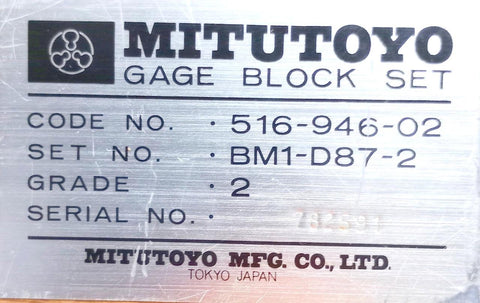 MITUTOYO
GAGE BLOCK SET
CODE NO. · 516-946-02
SET NO. · BM1-D87-2
GRADE · 2
SERIAL NO. ·
MITUTOYO MFG. CO., LTD.
TOKYO JAPAN